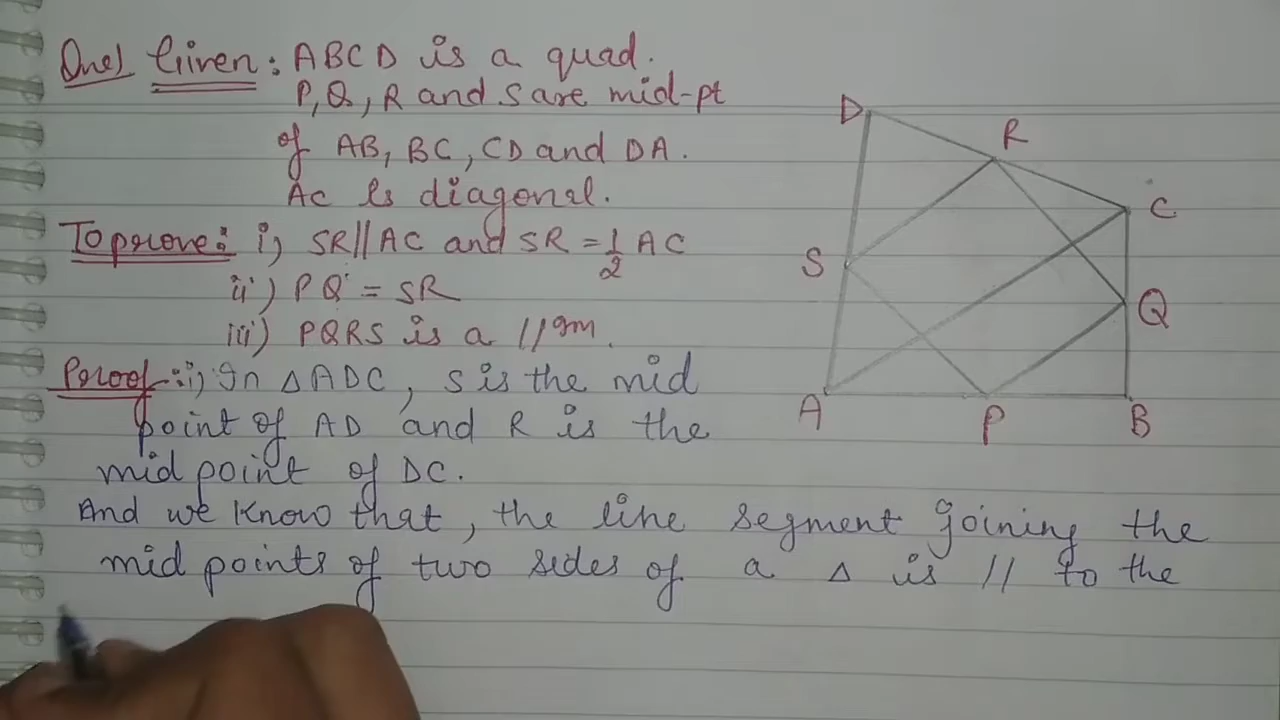 Que1 Given: ABCD is a quad.
P, Q, R and S are mid-pt
of AB, BC, CD and DA.
AC is diagonal.
To prove: i) SR // AC and SR = 1/2 AC
ii) PQ = SR
iii) PQRS is a //gm.
Proof :- i) In △ADC, S is the mid
point of AD and R is the
mid point of DC.
And we know that, the line segment joining the
mid points of two sides of a △ is // to the
D
R
C
S
Q
A
P
B